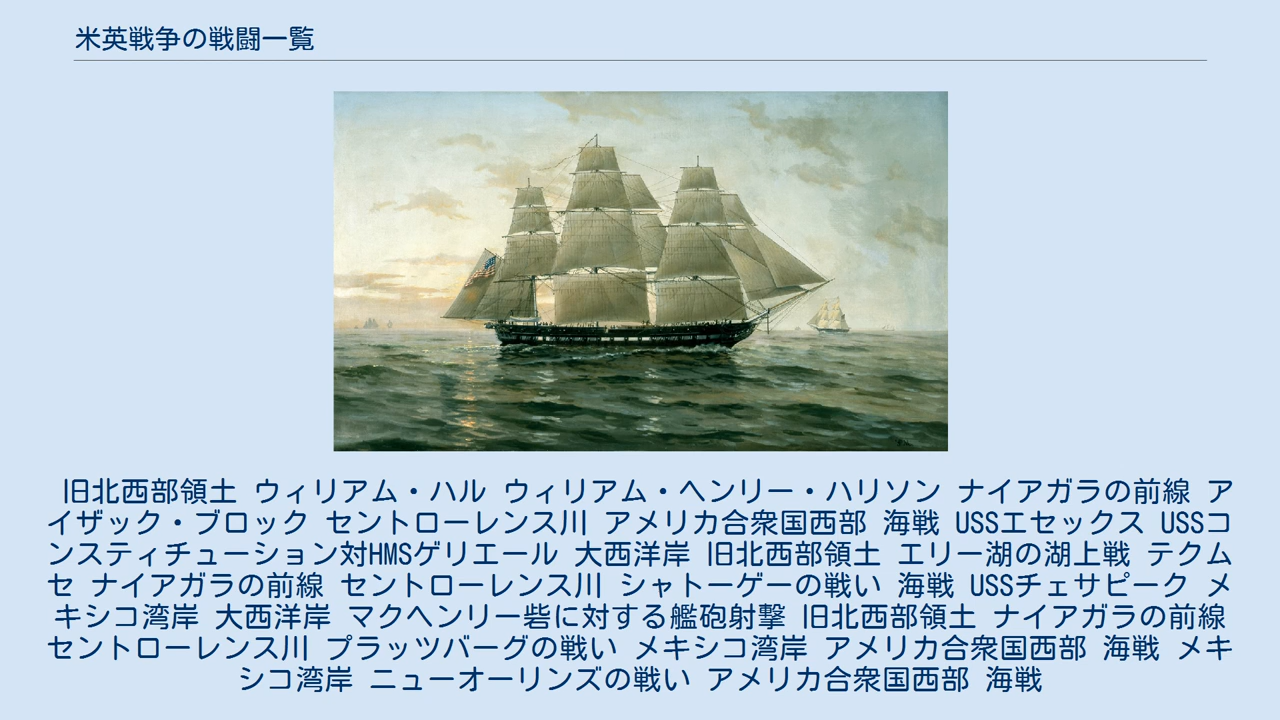 米英戦争の戦闘一覧
旧北西部領土 ウィリアム・ハル ウィリアム・ヘンリー・ハリソン ナイアガラの前線 ア
イザック・ブロック セントローレンス川 アメリカ合衆国西部 海戦 USSエセックス USSコ
ンスティチューション対HMSゲリエール 大西洋岸 旧北西部領土 エリー湖の湖上戦 テクム
セ ナイアガラの前線 セントローレンス川 シャトーゲーの戦い 海戦 USSチェサピーク メ
キシコ湾岸 大西洋岸 マクヘンリー砦に対する艦砲射撃 旧北西部領土 ナイアガラの前線
セントローレンス川 プラッツバーグの戦い メキシコ湾岸 アメリカ合衆国西部 海戦 メキ
シコ湾岸 ニューオーリンズの戦い アメリカ合衆国西部 海戦